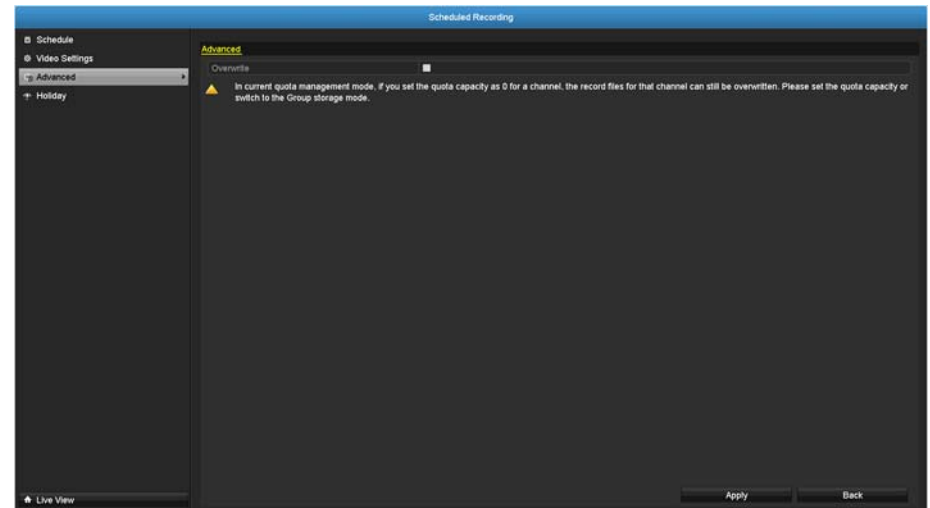 Scheduled Recording
Schedule
Video Settings
Advanced
Holiday
Advanced
Overwrite
In current quota management mode, if you set the quota capacity as 0 for a channel, the record files for that channel can still be overwritten. Please set the quota capacity or
switch to the Group storage mode.
Live View
Apply
Back